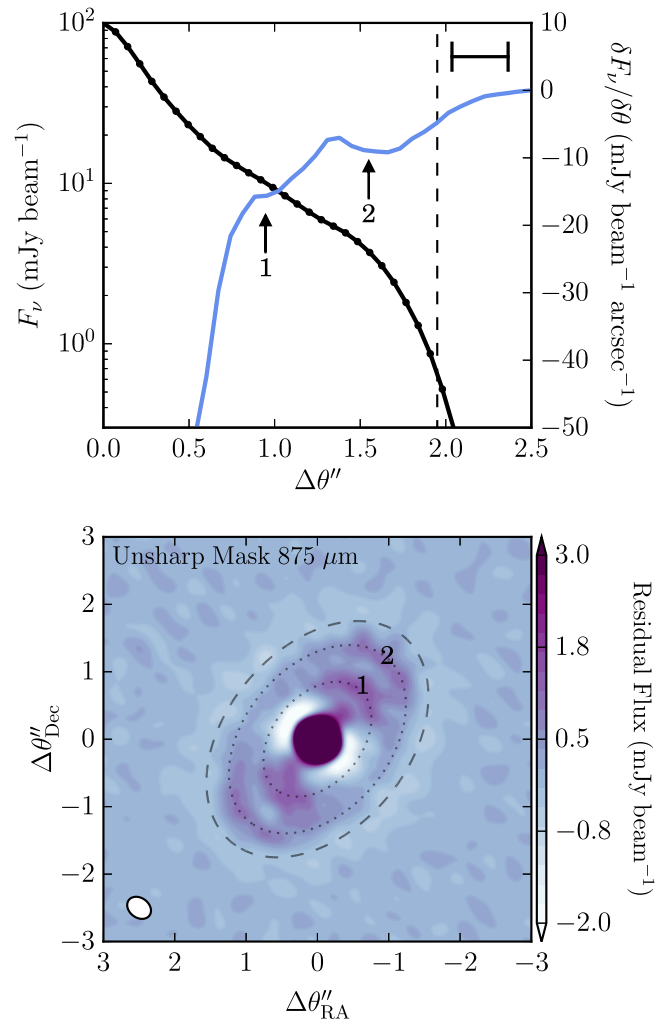 10² 10
0
δF_ν/δθ (mJy beam⁻¹ arcsec⁻¹)
F_ν (mJy beam⁻¹)
10¹ −10
2
−20
1
−30
10⁰
−40
−50
0.0 0.5 1.0 1.5 2.0 2.5
Δθ″
3 Unsharp Mask 875 μm 3.0
2
1.8
2
1 1
Δθ″_Dec 0 0.5
Residual Flux (mJy beam⁻¹)
−1
−0.8
−2
−2.0
−3
3 2 1 0 −1 −2 −3
Δθ″_RA